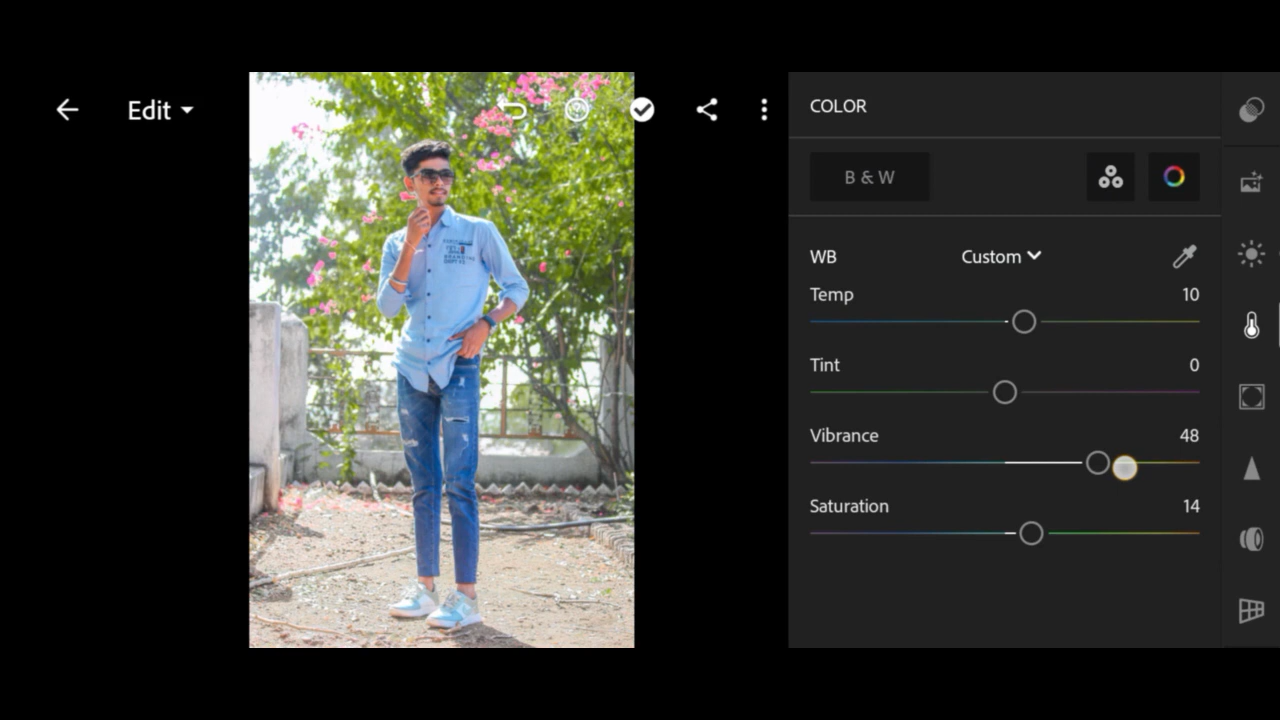 Edit
COLOR
B & W
WB Custom
Temp 10
Tint 0
Vibrance 48
Saturation 14